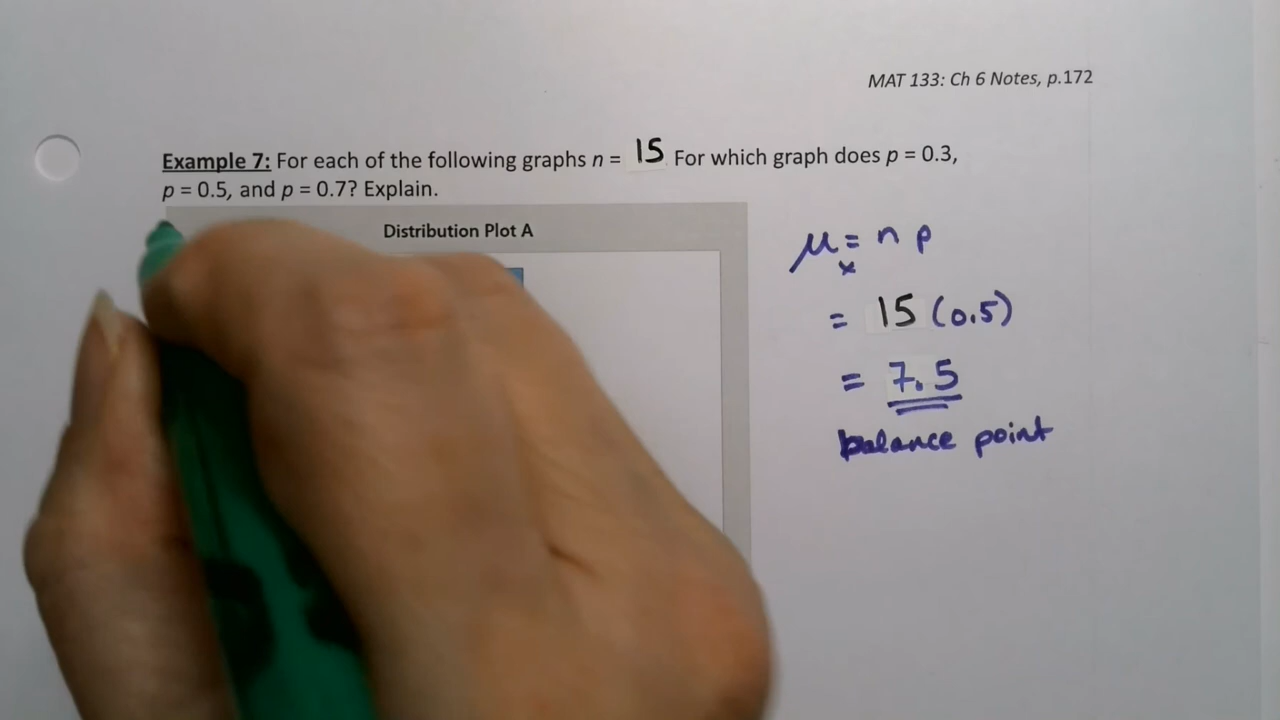 MAT 133: Ch 6 Notes, p.172
Example 7: For each of the following graphs n = 15 For which graph does p = 0.3,
p = 0.5, and p = 0.7? Explain.
Distribution Plot A
μx = n p
= 15 (0.5)
= 7.5
balance point